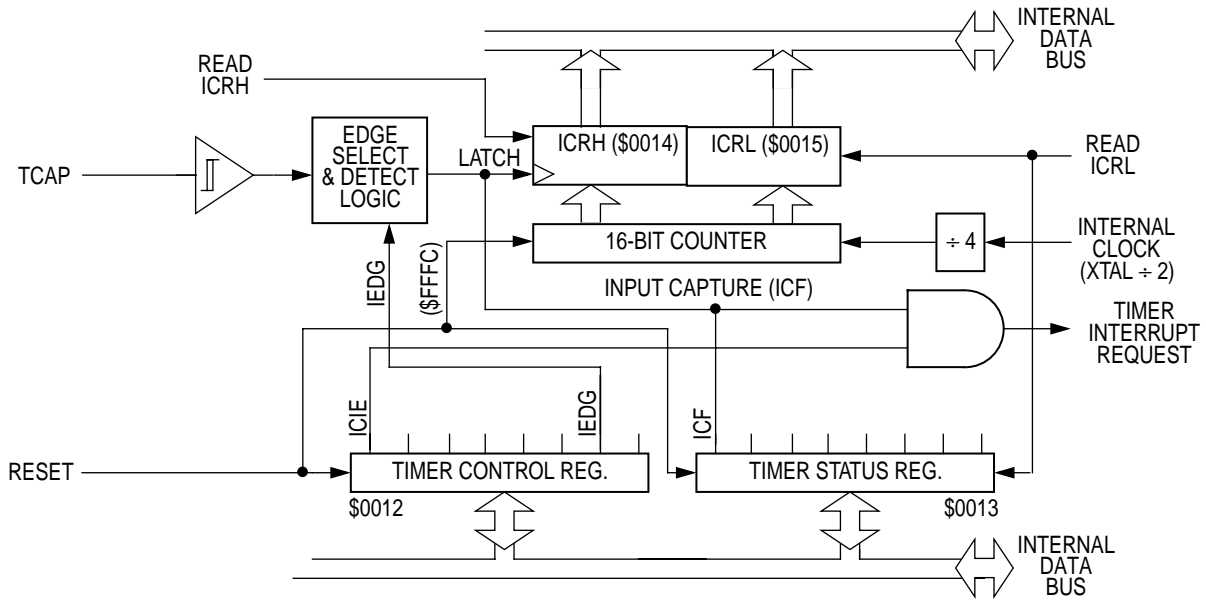 INTERNAL
DATA
BUS
READ
ICRH
EDGE
SELECT
& DETECT
LOGIC
LATCH
ICRH ($0014)
ICRL ($0015)
READ
ICRL
TCAP
16-BIT COUNTER
÷ 4
INTERNAL
CLOCK
(XTAL ÷ 2)
IEDG
($FFFC)
INPUT CAPTURE (ICF)
TIMER
INTERRUPT
REQUEST
ICIE
IEDG
ICF
RESET
TIMER CONTROL REG.
TIMER STATUS REG.
$0012
$0013
INTERNAL
DATA
BUS